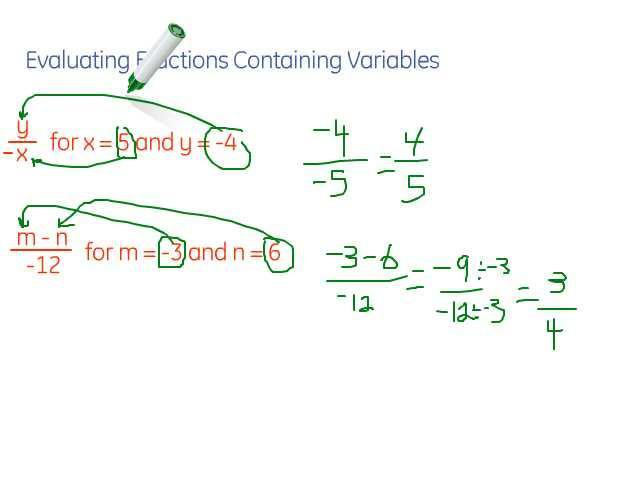 Evaluating Fractions Containing Variables
y/-x for x = 5 and y = -4
-4/-5 = 4/5
m - n/-12 for m = -3 and n = 6
-3-6/-12 = -9÷-3/-12÷-3 = 3/4